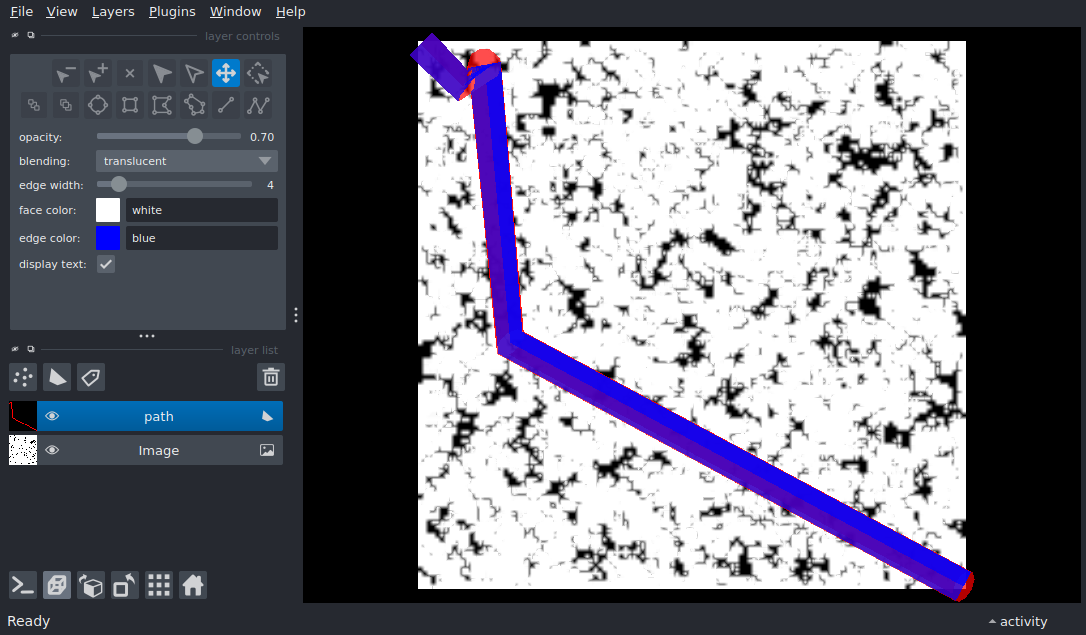 File View Layers Plugins Window Help
layer controls
opacity: 0.70
blending: translucent
edge width: 4
face color: white
edge color: blue
display text:
layer list
path
Image
Ready
activity